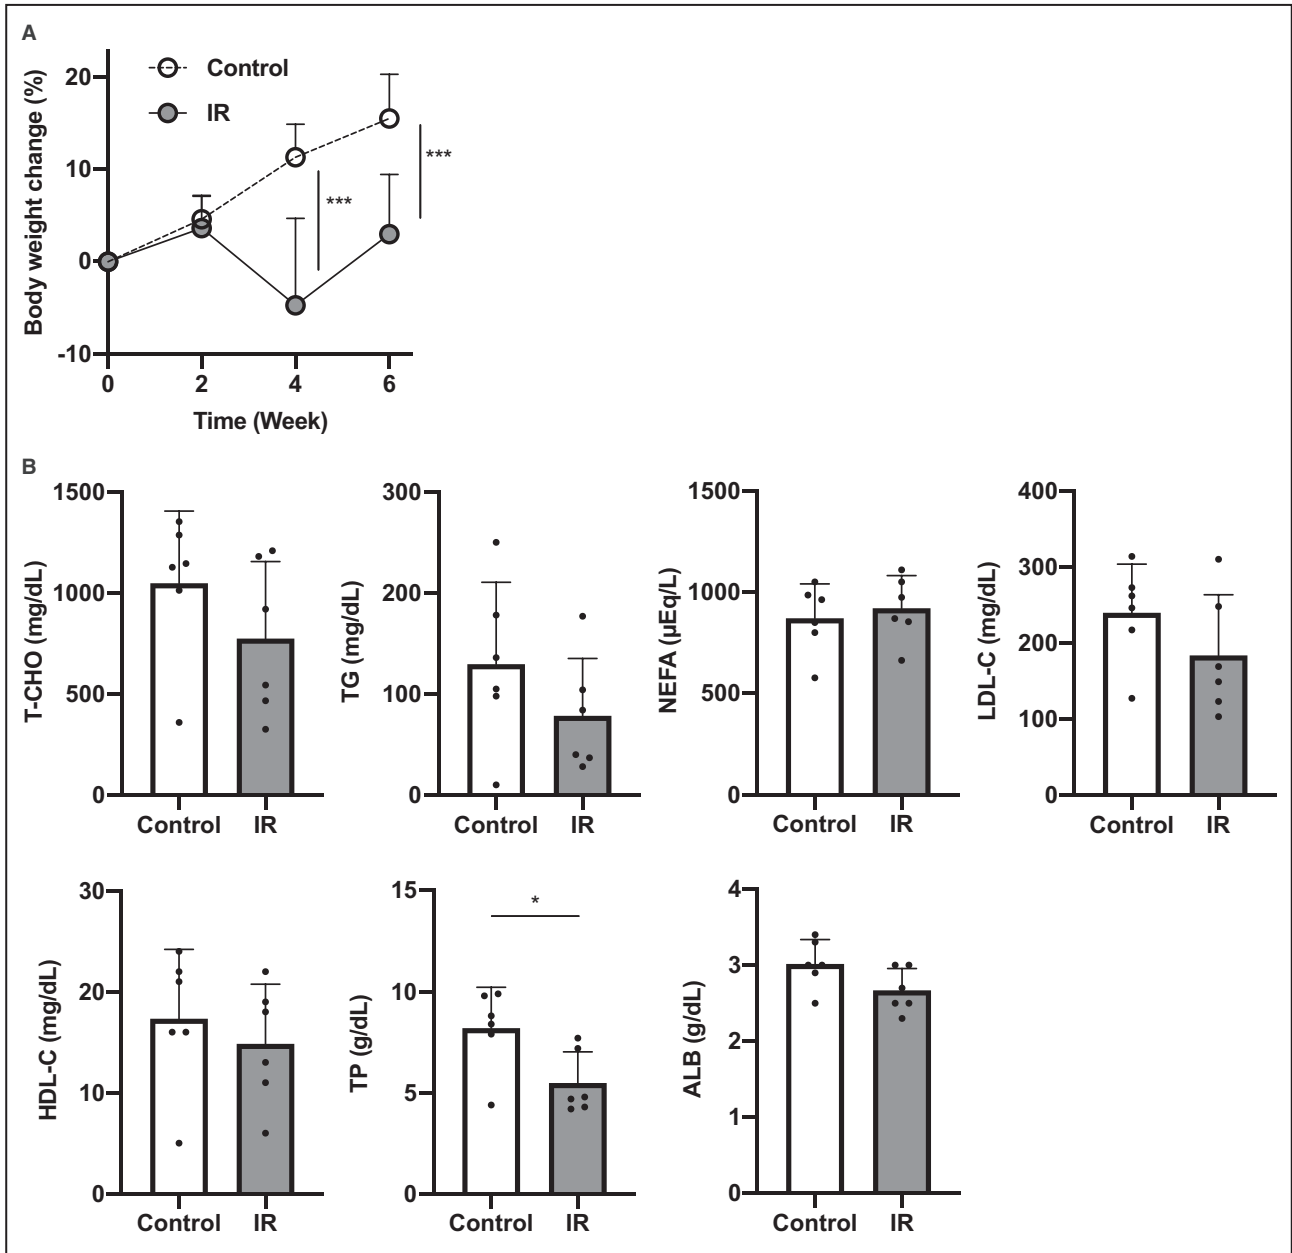 A
Control
IR
Body weight change (%)
20
10
0
-10
***
***
0 2 4 6
Time (Week)
B
T-CHO (mg/dL)
1500
1000
500
0
Control IR
TG (mg/dL)
300
200
100
0
Control IR
NEFA (µEq/L)
1500
1000
500
0
Control IR
LDL-C (mg/dL)
400
300
200
100
0
Control IR
HDL-C (mg/dL)
30
20
10
0
Control IR
TP (g/dL)
15
10
5
0
*
Control IR
ALB (g/dL)
4
3
2
1
0
Control IR